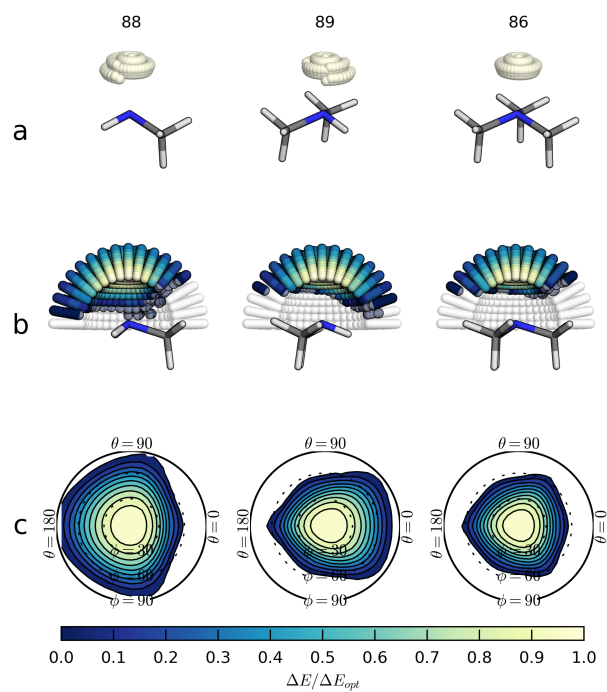 88 89 86
a
b
θ = 90 θ = 90 θ = 90
c
θ = 180 θ = 0 θ = 180 θ = 0 θ = 180 θ = 0
ϕ = 30 ϕ = 30 ϕ = 30
ϕ = 60 ϕ = 60 ϕ = 60
ϕ = 90 ϕ = 90 ϕ = 90
0.0 0.1 0.2 0.3 0.4 0.5 0.6 0.7 0.8 0.9 1.0
ΔE/ΔE_opt